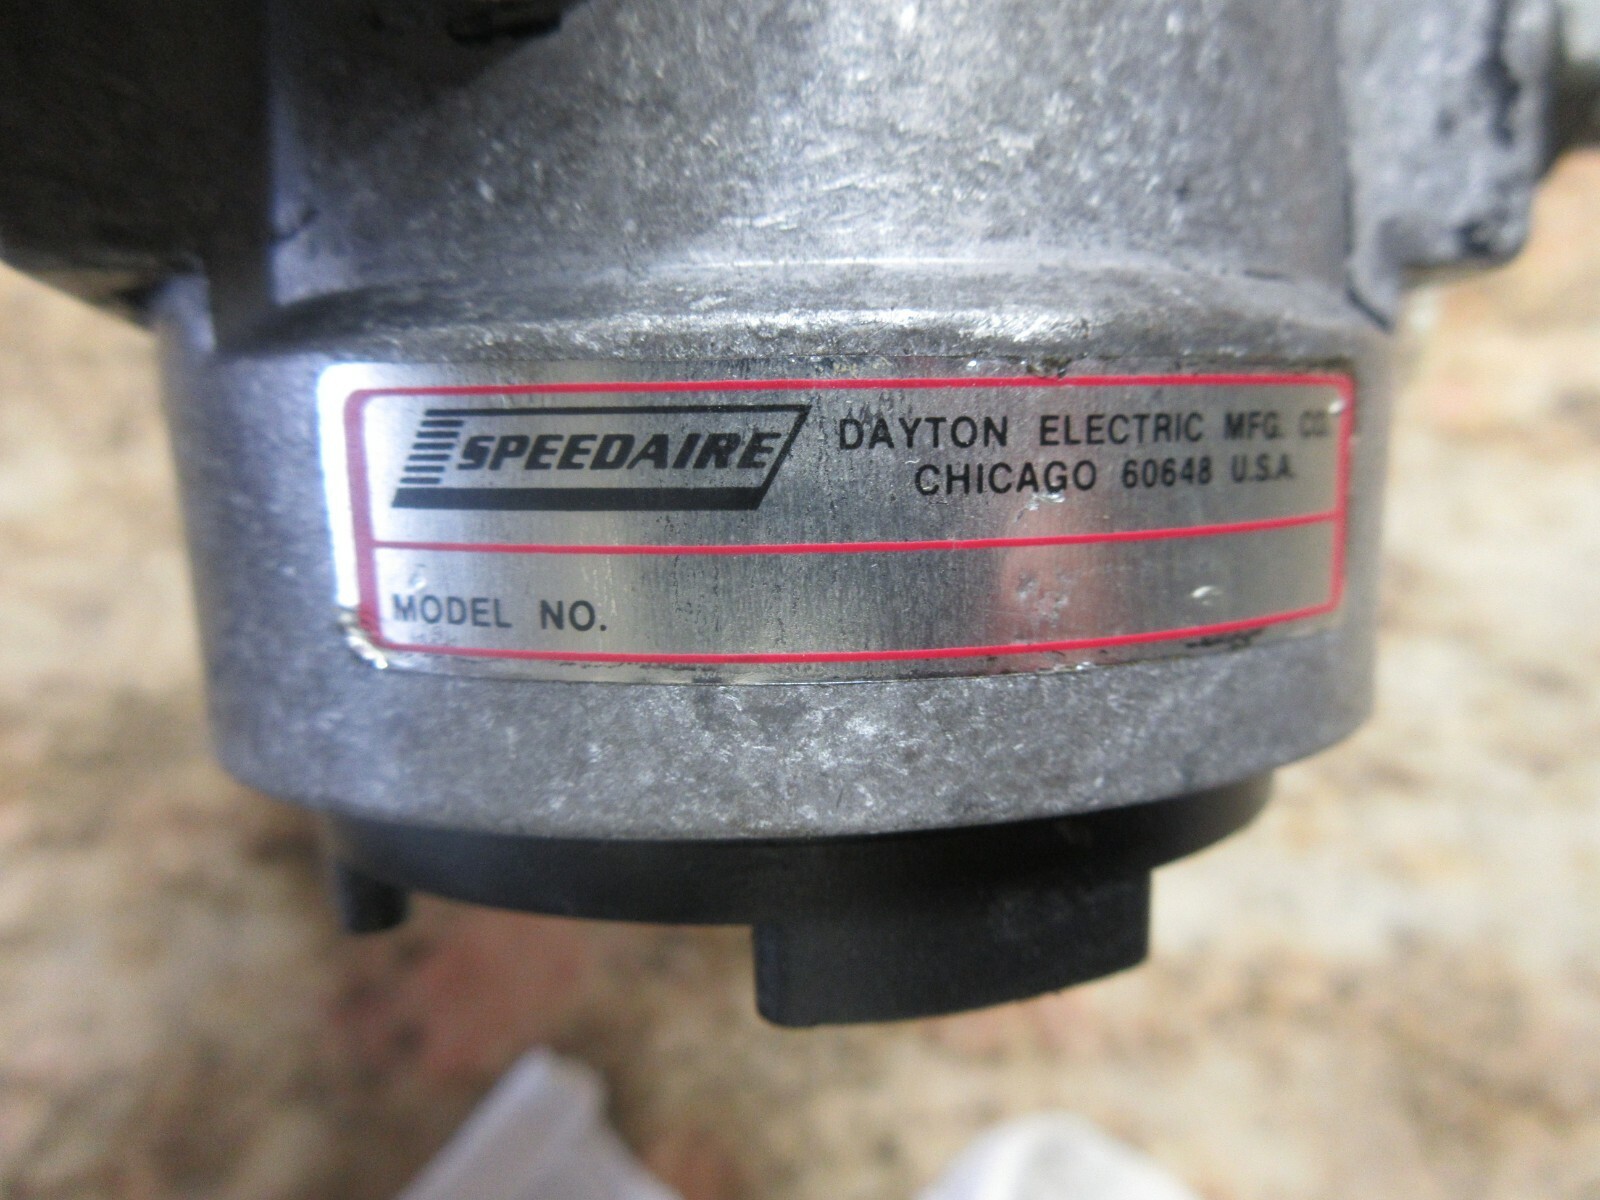 SPEEDAIRE
DAYTON ELECTRIC MFG. CO.
CHICAGO 60648 U.S.A.
MODEL NO.